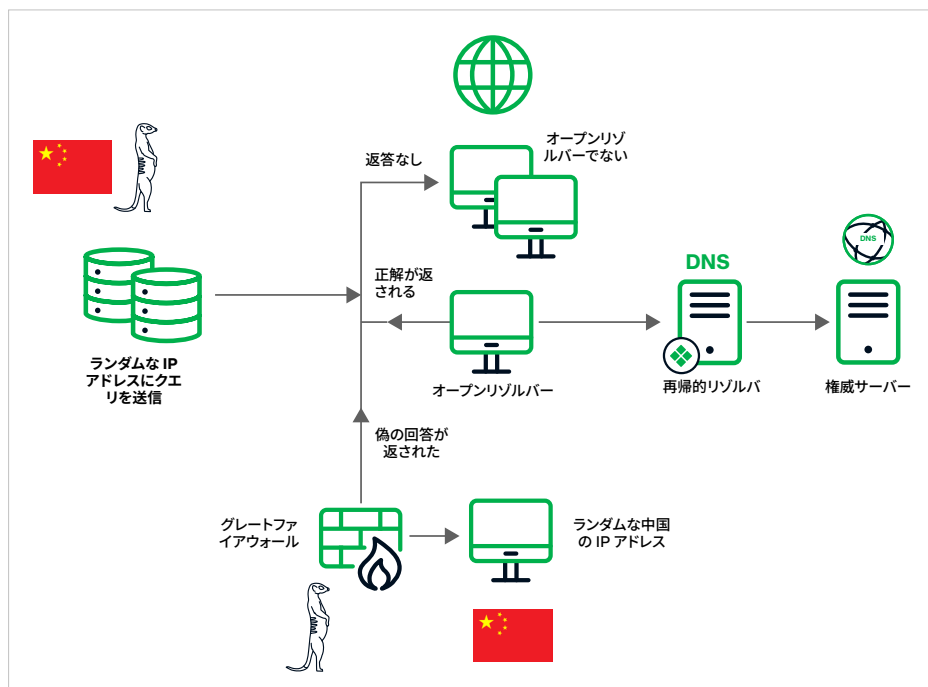 返答なし
オープンリゾ
ルバーでない
DNS
正解が返
される
DNS
ランダムな IP
アドレスにクエ
リを送信
オープンリゾルバー
再帰的リゾルバ
権威サーバー
偽の回答が
返された
グレートファ
イアウォール
ランダムな中国
の IP アドレス